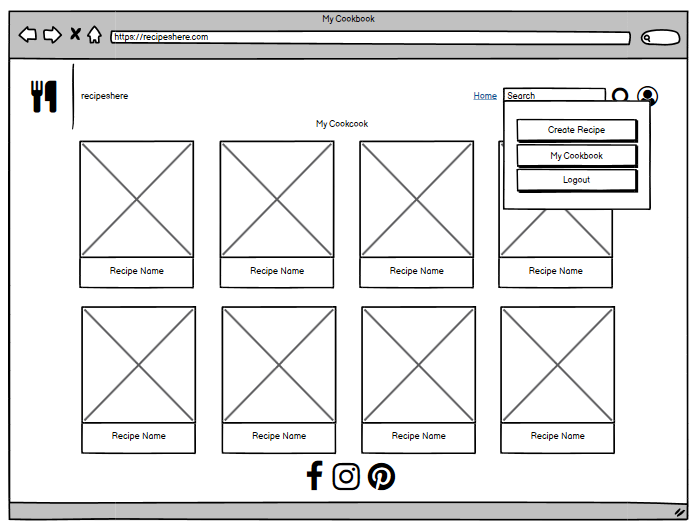 My Cookbook
https://recipeshere.com
recipeshere
Home
Search
My Cookcook
Create Recipe
My Cookbook
Logout
Recipe Name
Recipe Name
Recipe Name
Recipe Name
Recipe Name
Recipe Name
Recipe Name
Recipe Name